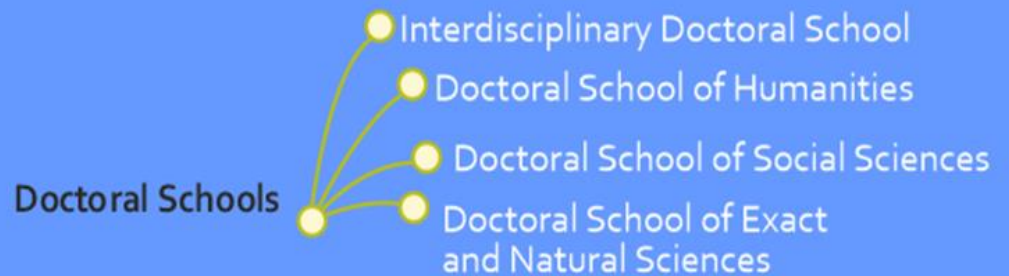 Interdisciplinary Doctoral School
Doctoral School of Humanities
Doctoral School of Social Sciences
Doctoral Schools
Doctoral School of Exact
and Natural Sciences